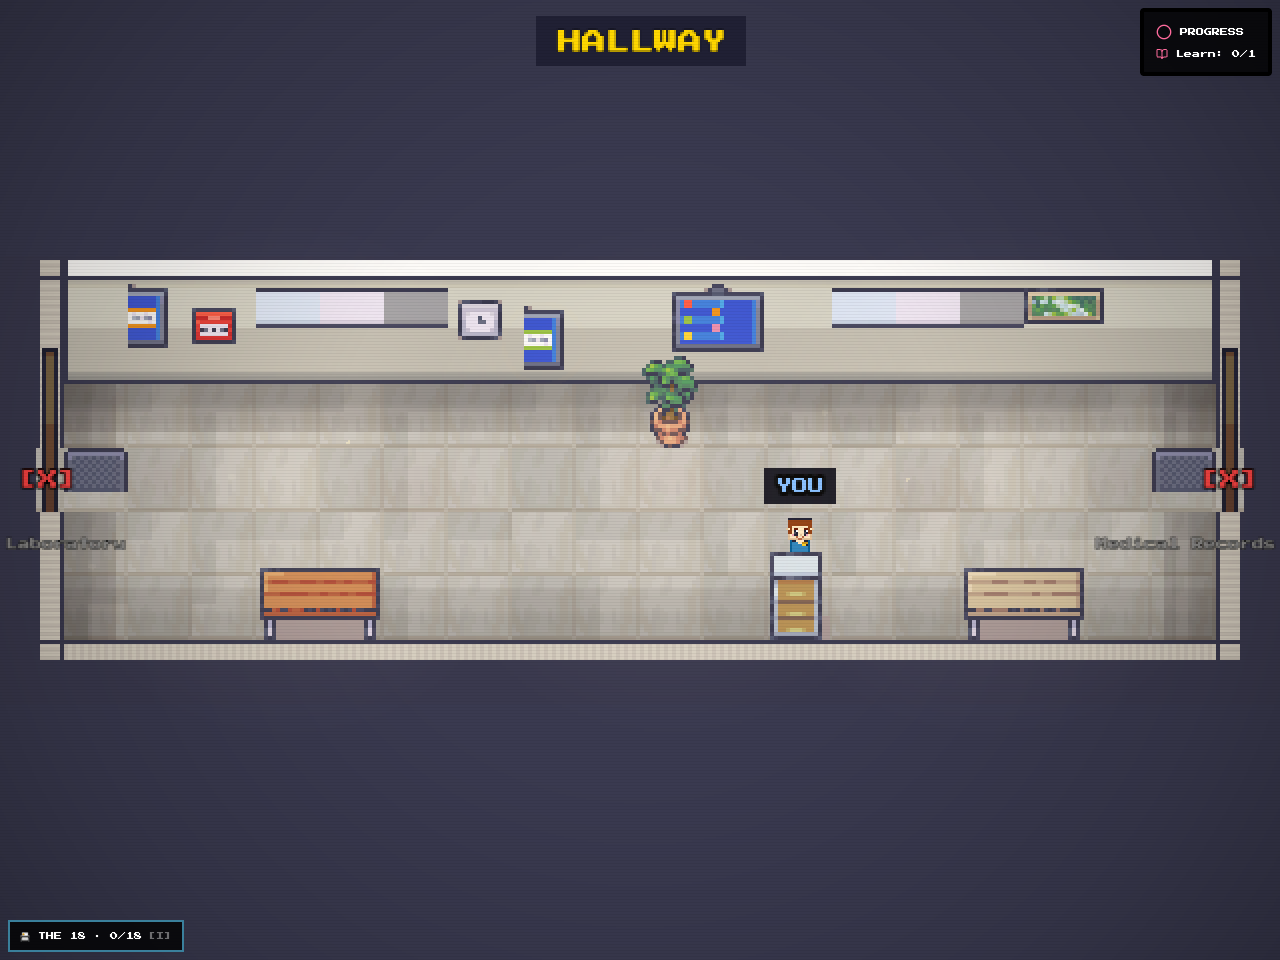 HALLWAY
PROGRESS
Learn: 0/1
[X]
[X]
YOU
Laboratory
Medical Records
THE 18 · 0/18 [I]